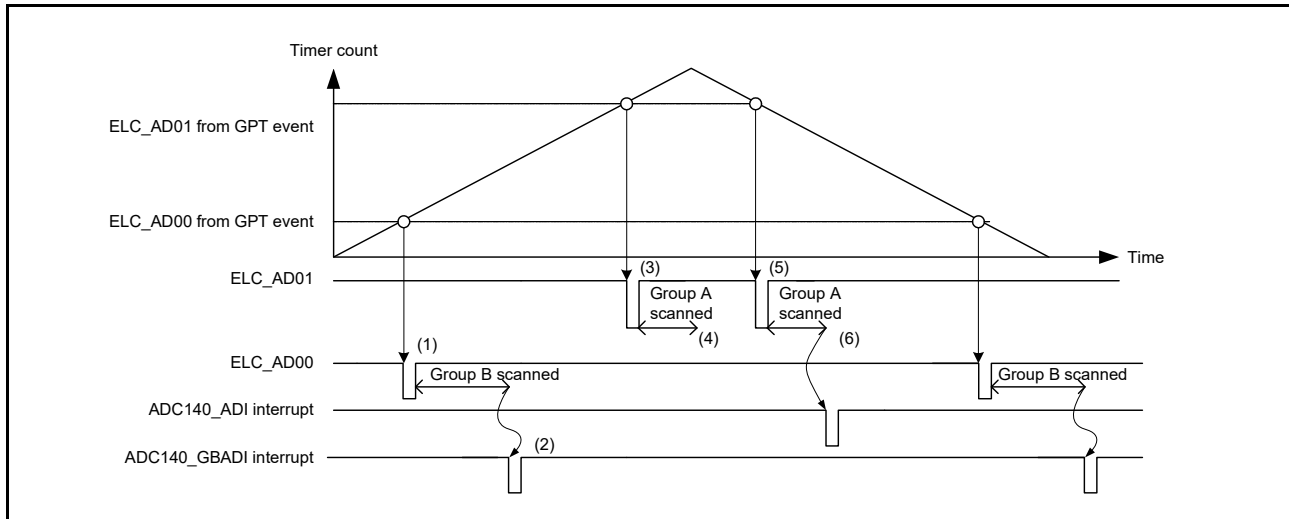 Timer count
ELC_AD01 from GPT event
ELC_AD00 from GPT event
Time
ELC_AD01
(3)
(5)
Group A
scanned
Group A
scanned
(4)
(6)
(1)
ELC_AD00
Group B scanned
Group B scanned
ADC140_ADI interrupt
(2)
ADC140_GBADI interrupt